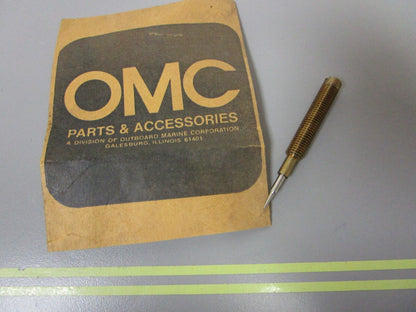 OMC
PARTS & ACCESSORIES
A DIVISION OF OUTBOARD MARINE CORPORATION
GALESBURG, ILLINOIS 61401